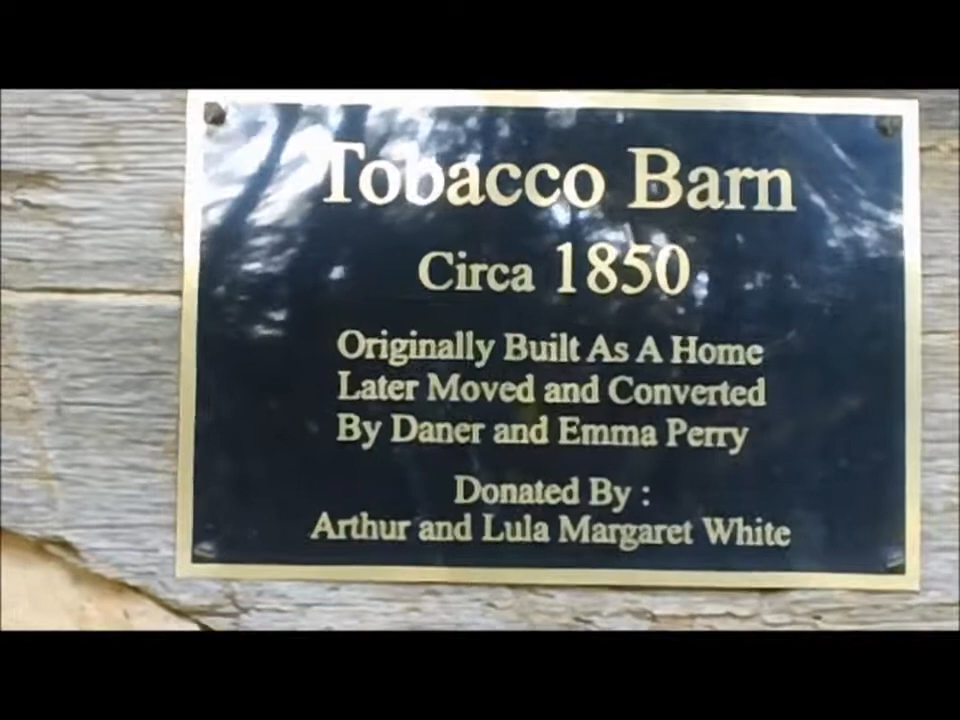 Tobacco Barn
Circa 1850
Originally Built As A Home
Later Moved and Converted
By Daner and Emma Perry
Donated By :
Arthur and Lula Margaret White